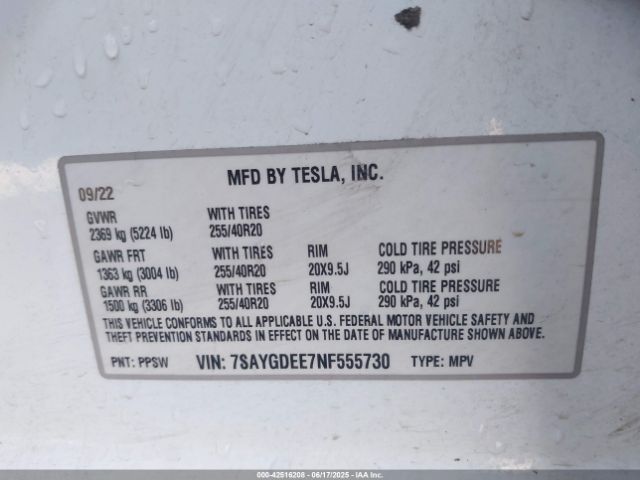 MFD BY TESLA, INC.
09/22
GVWR WITH TIRES
2369 kg (5224 lb) 255/40R20
GAWR FRT WITH TIRES RIM COLD TIRE PRESSURE
1363 kg (3004 lb) 255/40R20 20X9.5J 290 kPa, 42 psi
GAWR RR WITH TIRES RIM COLD TIRE PRESSURE
1500 kg (3306 lb) 255/40R20 20X9.5J 290 kPa, 42 psi
THIS VEHICLE CONFORMS TO ALL APPLICABLE U.S. FEDERAL MOTOR VEHICLE SAFETY AND
THEFT PREVENTION STANDARDS IN EFFECT ON THE DATE OF MANUFACTURE SHOWN ABOVE.
PNT: PPSW VIN: 7SAYGDEE7NF555730 TYPE: MPV
000-42516208 - 06/17/2025 - IAA Inc.